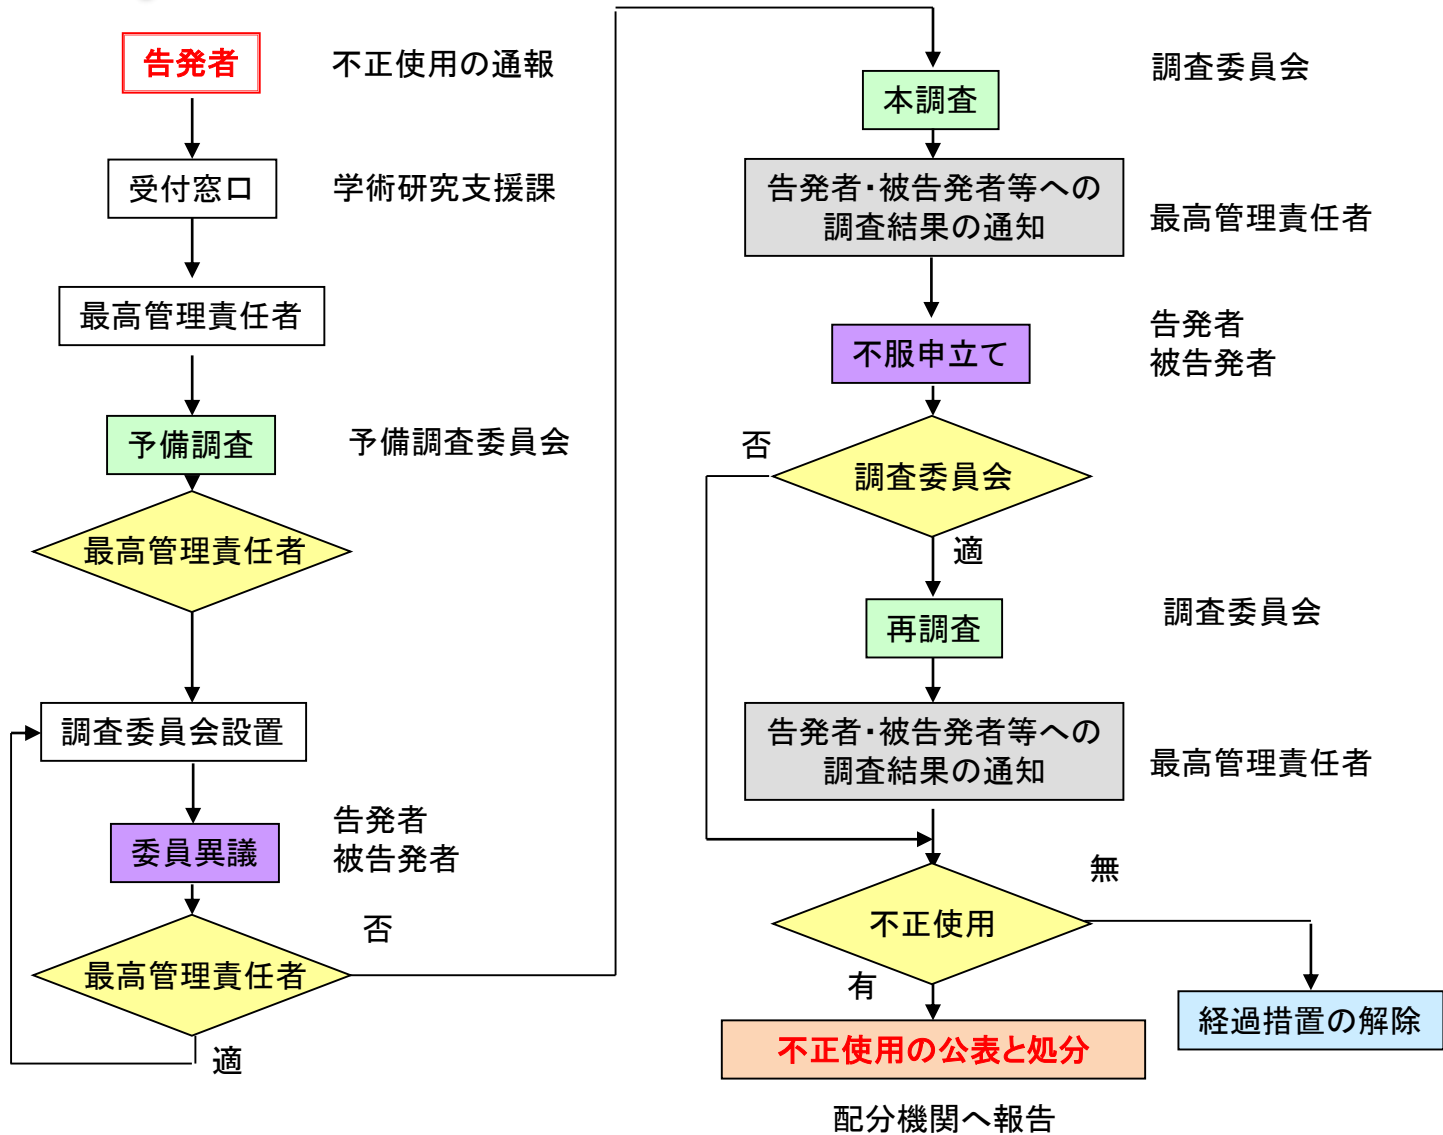 告発者
不正使用の通報
受付窓口
学術研究支援課
最高管理責任者
予備調査
予備調査委員会
最高管理責任者
調査委員会設置
委員異議
告発者
被告発者
最高管理責任者
否
適
本調査
調査委員会
告発者・被告発者等への
調査結果の通知
最高管理責任者
不服申立て
告発者
被告発者
調査委員会
否
適
再調査
調査委員会
告発者・被告発者等への
調査結果の通知
最高管理責任者
不正使用
無
有
経過措置の解除
不正使用の公表と処分
配分機関へ報告